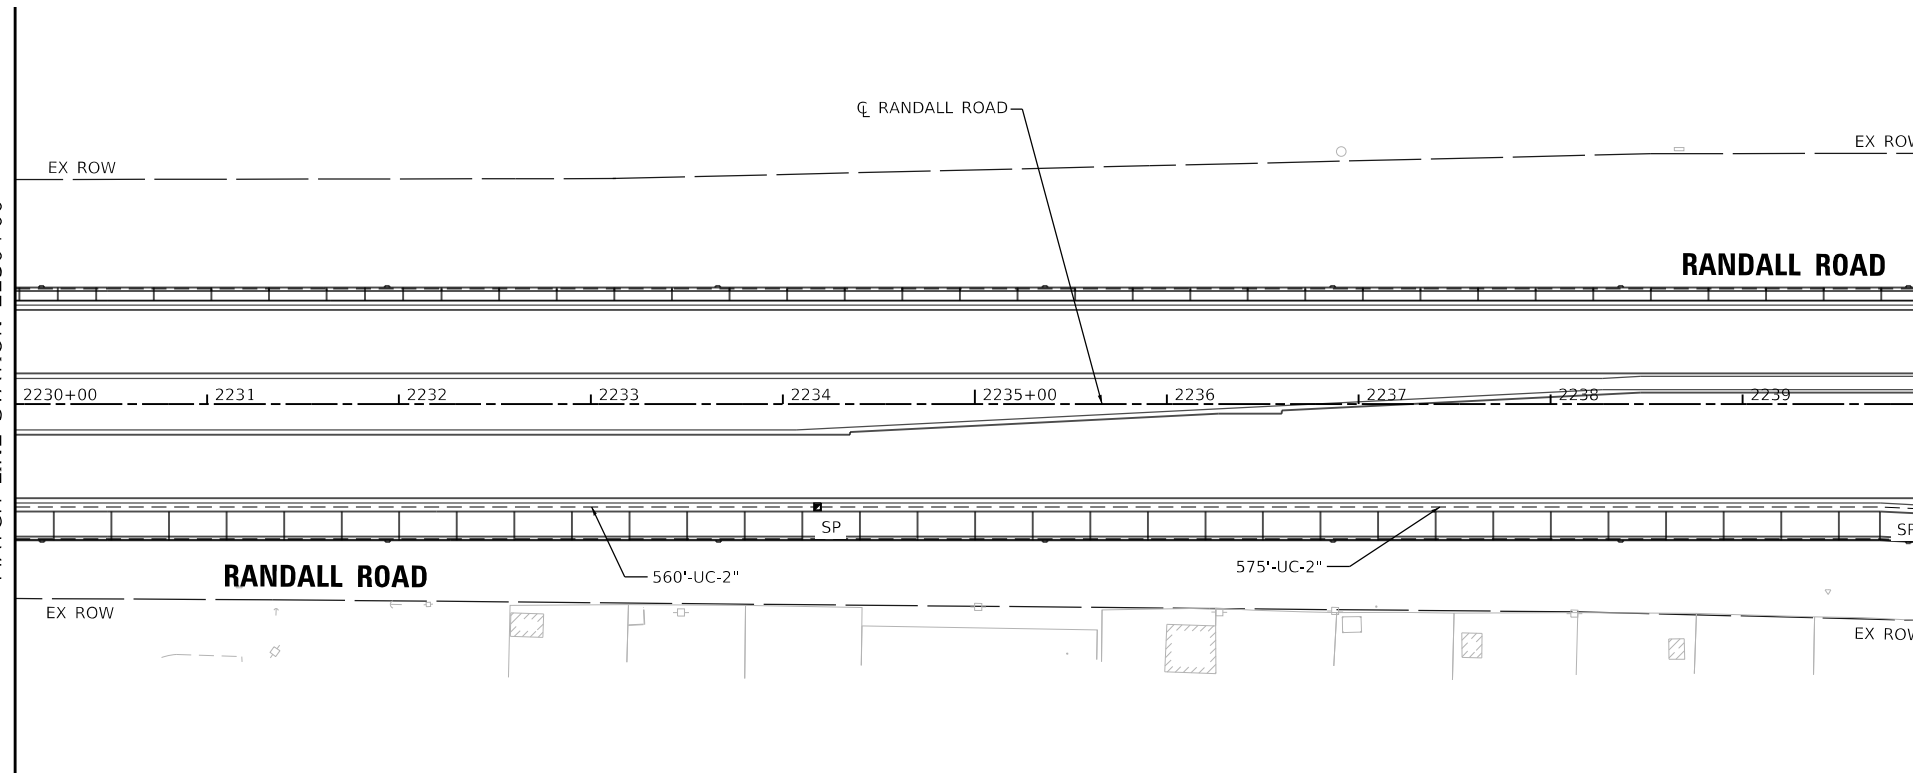 ℄ RANDALL ROAD
EX ROW
EX ROW
RANDALL ROAD
2230+00
2231
2232
2233
2234
2235+00
2236
2237
2238
2239
SP
SP
560'-UC-2"
575'-UC-2"
RANDALL ROAD
EX ROW
EX ROW